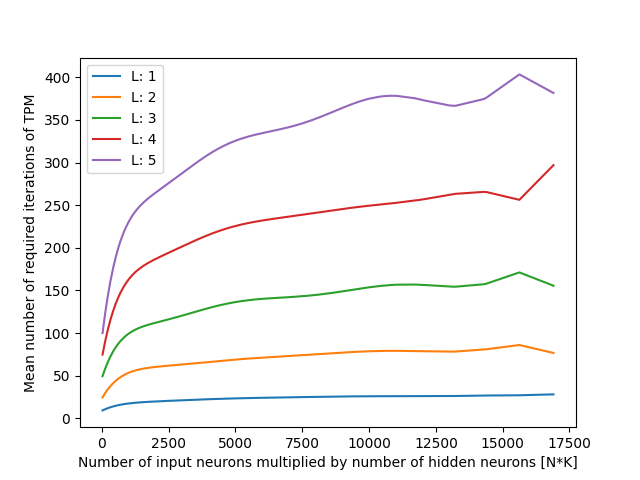 400
350
300
250
200
150
100
50
0
Mean number of required iterations of TPM
L: 1
L: 2
L: 3
L: 4
L: 5
0 2500 5000 7500 10000 12500 15000 17500
Number of input neurons multiplied by number of hidden neurons [N*K]